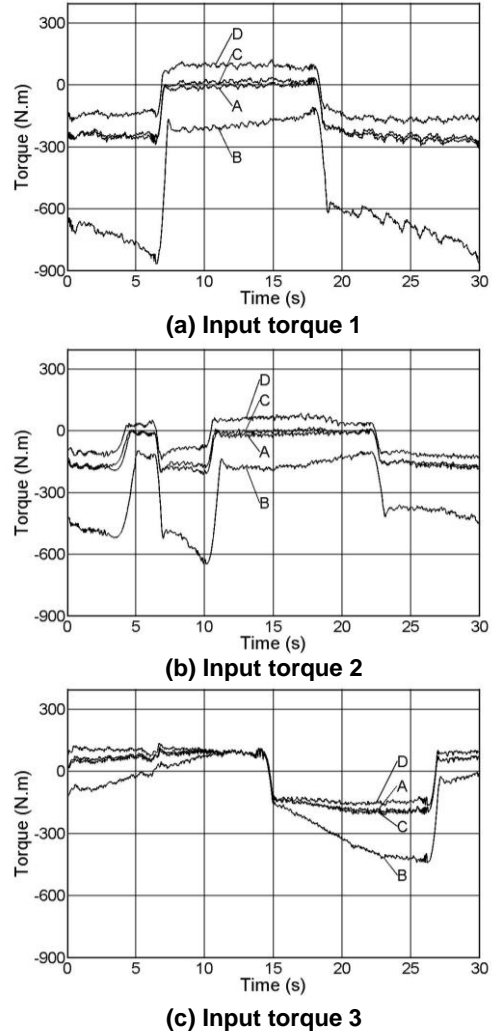 300
D
C
0
A
-300
B
-600
-900
0 5 10 15 20 25 30
Torque (N.m)
Time (s)
(a) Input torque 1
300
D
C
0
A
-300
B
-600
-900
0 5 10 15 20 25 30
Torque (N.m)
Time (s)
(b) Input torque 2
300
0
D
A
-300
C
B
-600
-900
0 5 10 15 20 25 30
Torque (N.m)
Time (s)
(c) Input torque 3